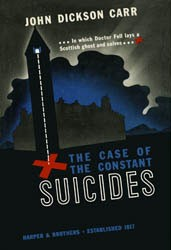 JOHN DICKSON CARR
... in which Doctor Fell lays a
Scottish ghost and solves ...
THE CASE OF
THE CONSTANT
SUICIDES
HARPER & BROTHERS • ESTABLISHED 1817